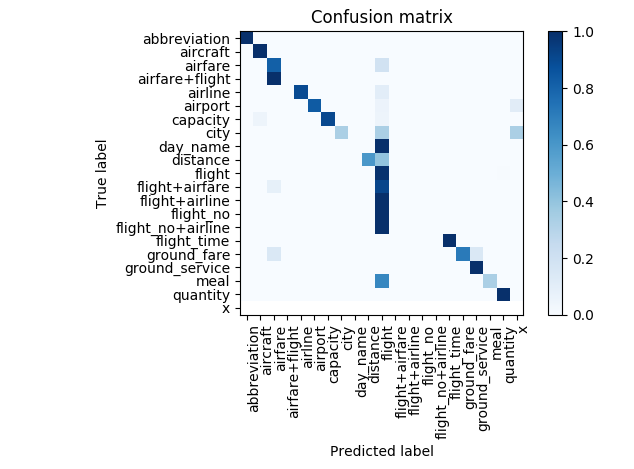 Confusion matrix
True label
abbreviation
aircraft
airfare
airfare+flight
airline
airport
capacity
city
day_name
distance
flight
flight+airfare
flight+airline
flight_no
flight_no+airline
flight_time
ground_fare
ground_service
meal
quantity
x
abbreviation
aircraft
airfare
airfare+flight
airline
airport
capacity
city
day_name
distance
flight
flight+airfare
flight+airline
flight_no
flight_no+airline
flight_time
ground_fare
ground_service
meal
quantity
x
Predicted label
1.0
0.8
0.6
0.4
0.2
0.0